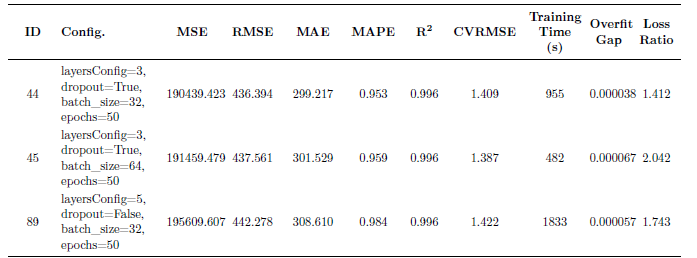 ID Config. MSE RMSE MAE MAPE R² CVRMSE Training Time (s) Overfit Gap Loss Ratio
layersConfig=3,
dropout=True,
44 batch_size=32, 190439.423 436.394 299.217 0.953 0.996 1.409 955 0.000038 1.412
epochs=50
layersConfig=3,
dropout=True,
45 batch_size=64, 191459.479 437.561 301.529 0.959 0.996 1.387 482 0.000067 2.042
epochs=50
layersConfig=5,
dropout=False,
89 batch_size=32, 195609.607 442.278 308.610 0.984 0.996 1.422 1833 0.000057 1.743
epochs=50